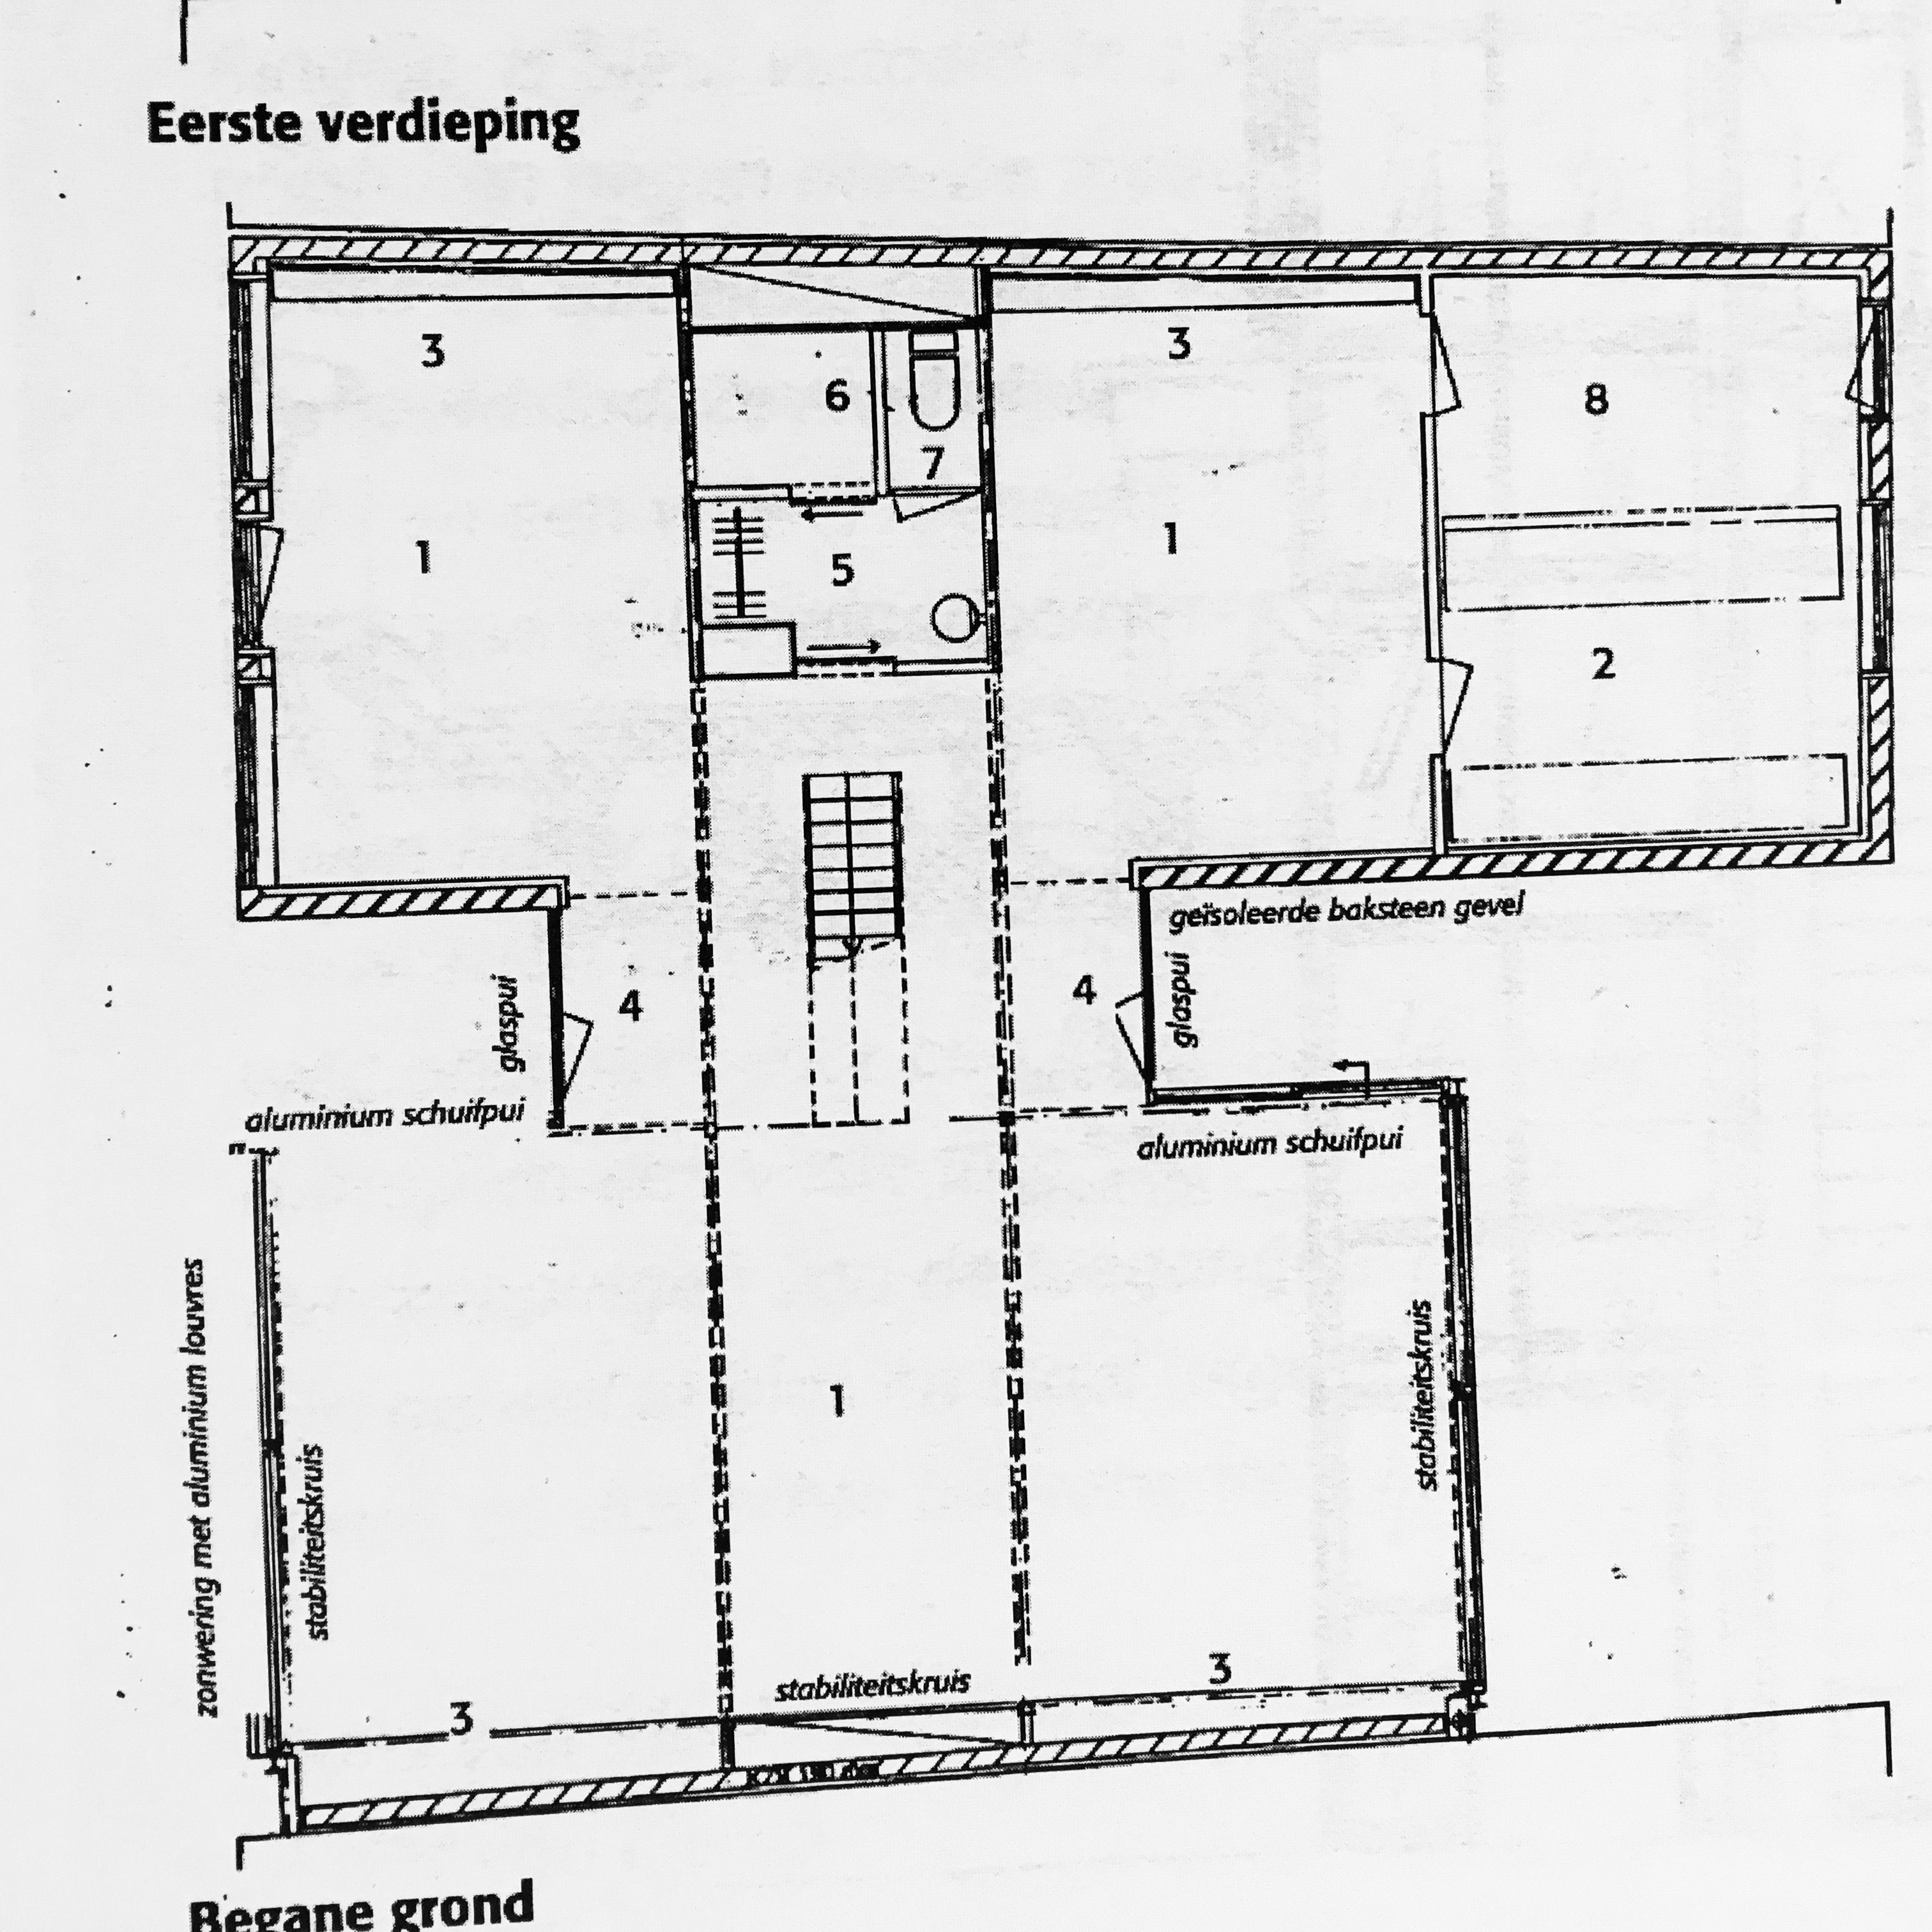 Eerste verdieping
3
3
6
8
7
1
1
5
2
geïsoleerde baksteen gevel
glaspui
4
4
glaspui
aluminium schuifpui
aluminium schuifpui
zonwering met aluminium louvres
stabiliteitskruis
1
stabiliteitskruis
3
stabiliteitskruis
3
Begane grond